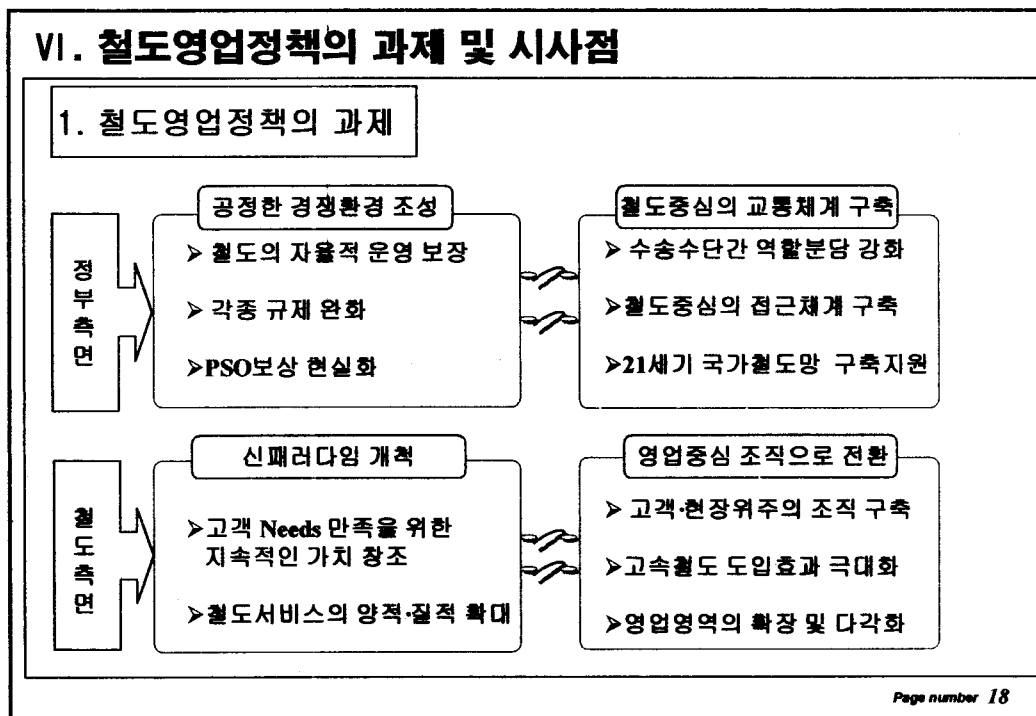 VI. 철도영업정책의 과제 및 시사점
1. 철도영업정책의 과제
정부측면
공정한 경쟁환경 조성
➢ 철도의 자율적 운영 보장
➢ 각종 규제 완화
➢PSO보상 현실화
철도중심의 교통체계 구축
➢ 수송수단간 역할분담 강화
➢철도중심의 접근체계 구축
➢21세기 국가철도망 구축지원
철도측면
신패러다임 개척
➢고객 Needs 만족을 위한
지속적인 가치 창조
➢철도서비스의 양적·질적 확대
영업중심 조직으로 전환
➢ 고객·현장위주의 조직 구축
➢고속철도 도입효과 극대화
➢영업영역의 확장 및 다각화
Page number 18